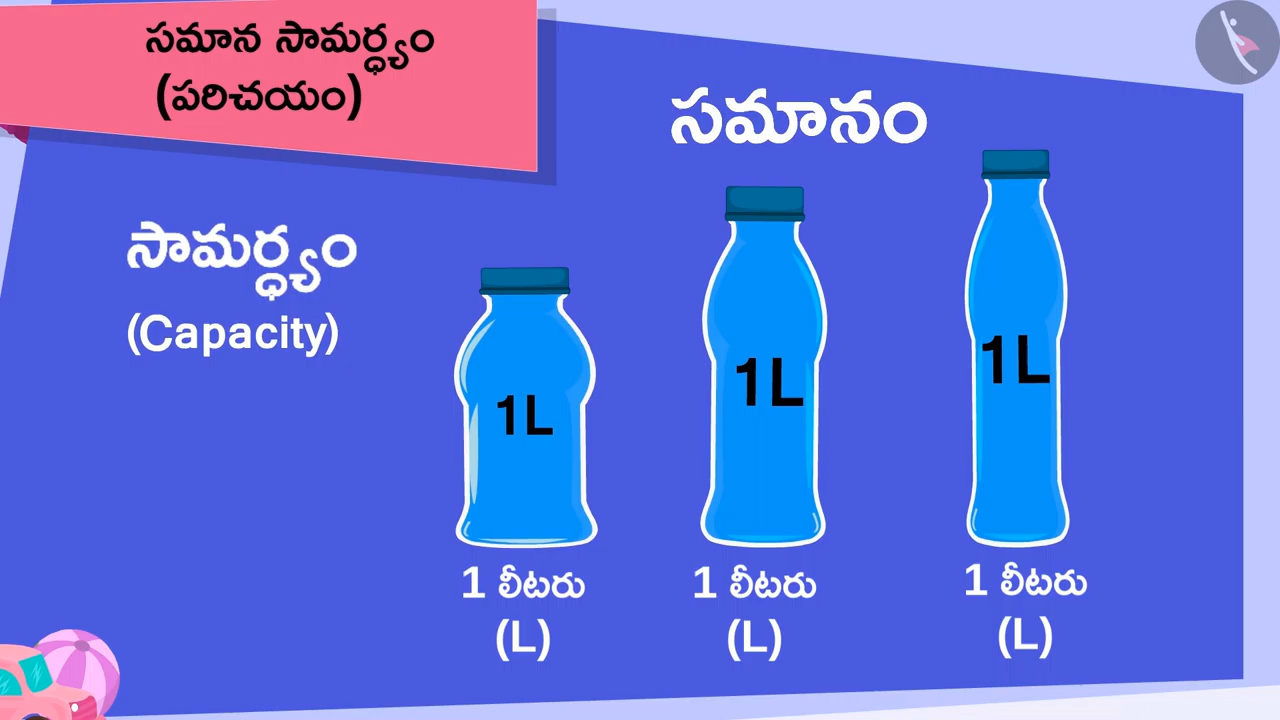 సమాన సామర్ధ్యం
(పరిచయం)
సమానం
సామర్ధ్యం
(Capacity)
1L
1L
1L
1 లీటరు
(L)
1 లీటరు
(L)
1 లీటరు
(L)